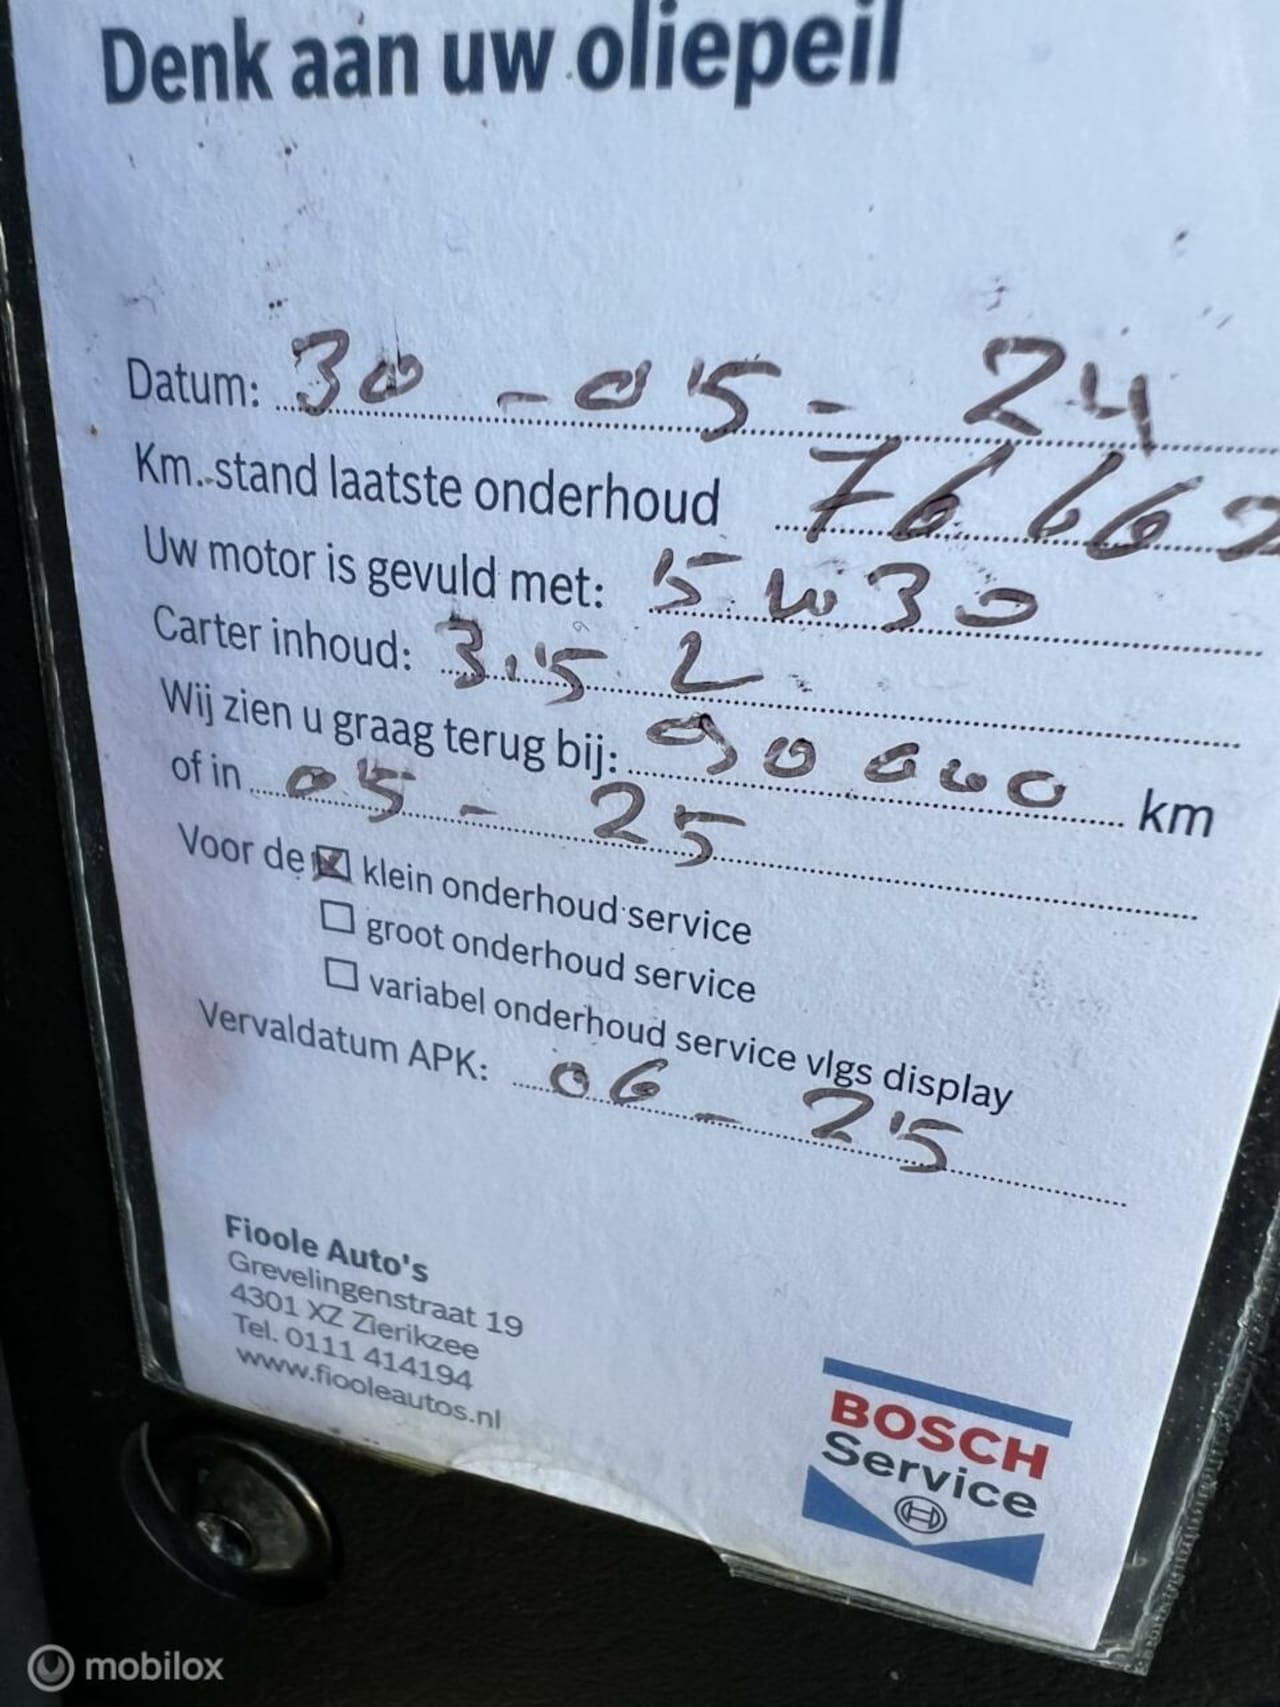 Denk aan uw oliepeil
Datum: 30 - 05 - 24
Km.-stand laatste onderhoud 76662
Uw motor is gevuld met: 5W30
Carter inhoud: 3.5 L
Wij zien u graag terug bij: 90000 km
of in 05 - 25
Voor de klein onderhoud service
groot onderhoud service
variabel onderhoud service vlgs display
Vervaldatum APK: 06 - 25
Fioole Auto's
Grevelingenstraat 19
4301 XZ Zierikzee
Tel. 0111 414194
www.fiooleautos.nl
BOSCH
Service
mobilox